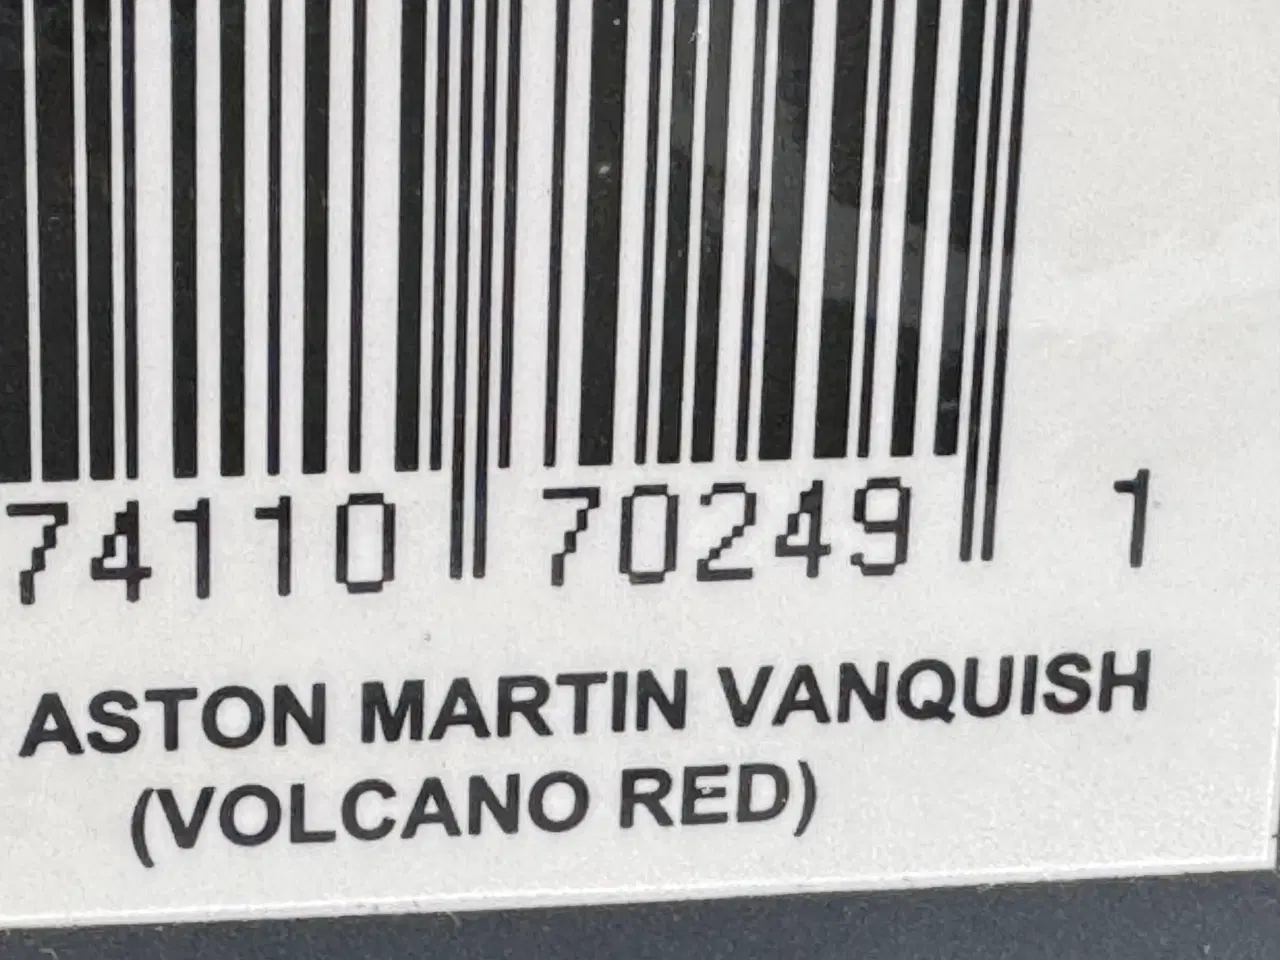 74110 70249 1
ASTON MARTIN VANQUISH
(VOLCANO RED)